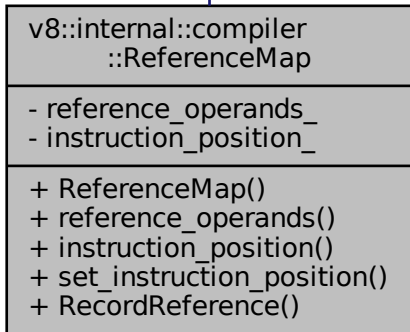 v8::internal::compiler
::ReferenceMap
- reference_operands_
- instruction_position_
+ ReferenceMap()
+ reference_operands()
+ instruction_position()
+ set_instruction_position()
+ RecordReference()